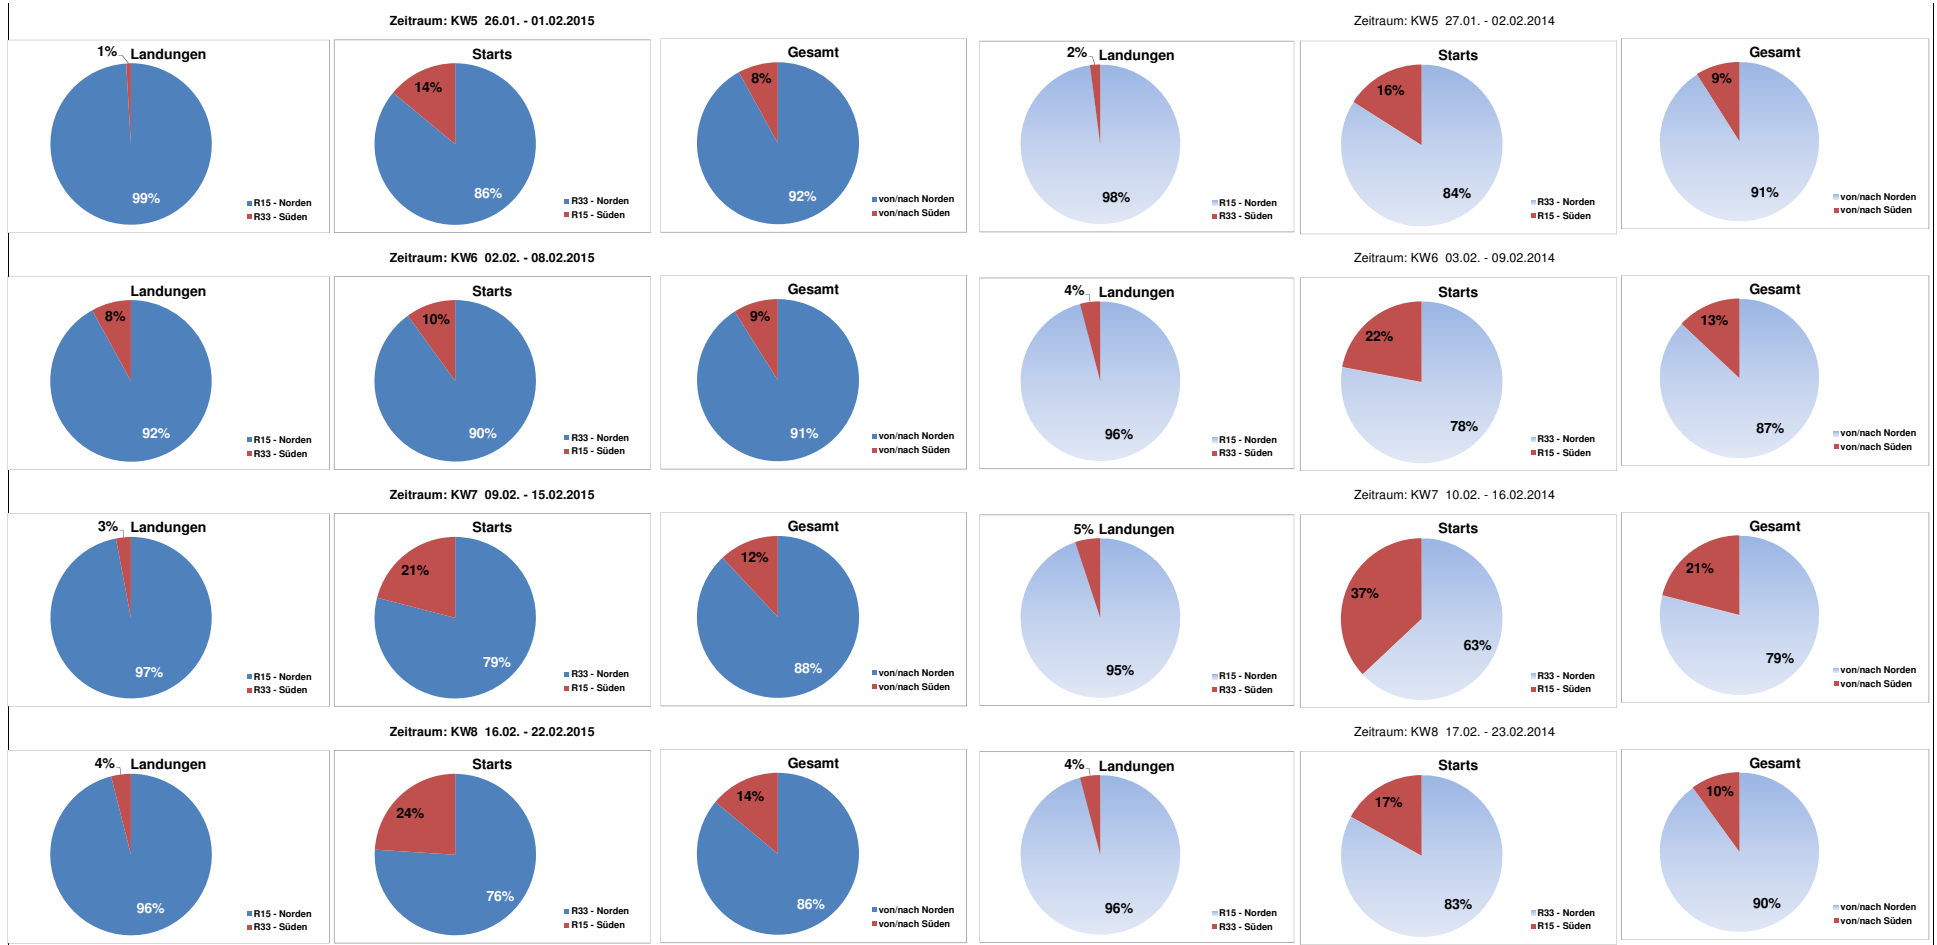 Zeitraum: KW5 26.01. - 01.02.2015
Zeitraum: KW5 27.01. - 02.02.2014
1% Landungen
99%
R15 - Norden
R33 - Süden
Starts
14%
86%
R33 - Norden
R15 - Süden
Gesamt
8%
92%
von/nach Norden
von/nach Süden
2% Landungen
98%
R15 - Norden
R33 - Süden
Starts
16%
84%
R33 - Norden
R15 - Süden
Gesamt
9%
91%
von/nach Norden
von/nach Süden
Zeitraum: KW6 02.02. - 08.02.2015
Zeitraum: KW6 03.02. - 09.02.2014
Landungen
8%
92%
R15 - Norden
R33 - Süden
Starts
10%
90%
R33 - Norden
R15 - Süden
Gesamt
9%
91%
von/nach Norden
von/nach Süden
4% Landungen
96%
R15 - Norden
R33 - Süden
Starts
22%
78%
R33 - Norden
R15 - Süden
Gesamt
13%
87%
von/nach Norden
von/nach Süden
Zeitraum: KW7 09.02. - 15.02.2015
Zeitraum: KW7 10.02. - 16.02.2014
3% Landungen
97%
R15 - Norden
R33 - Süden
Starts
21%
79%
R33 - Norden
R15 - Süden
Gesamt
12%
88%
von/nach Norden
von/nach Süden
5% Landungen
95%
R15 - Norden
R33 - Süden
Starts
37%
63%
R33 - Norden
R15 - Süden
Gesamt
21%
79%
von/nach Norden
von/nach Süden
Zeitraum: KW8 16.02. - 22.02.2015
Zeitraum: KW8 17.02. - 23.02.2014
4% Landungen
96%
R15 - Norden
R33 - Süden
Starts
24%
76%
R33 - Norden
R15 - Süden
Gesamt
14%
86%
von/nach Norden
von/nach Süden
4% Landungen
96%
R15 - Norden
R33 - Süden
Starts
17%
83%
R33 - Norden
R15 - Süden
Gesamt
10%
90%
von/nach Norden
von/nach Süden